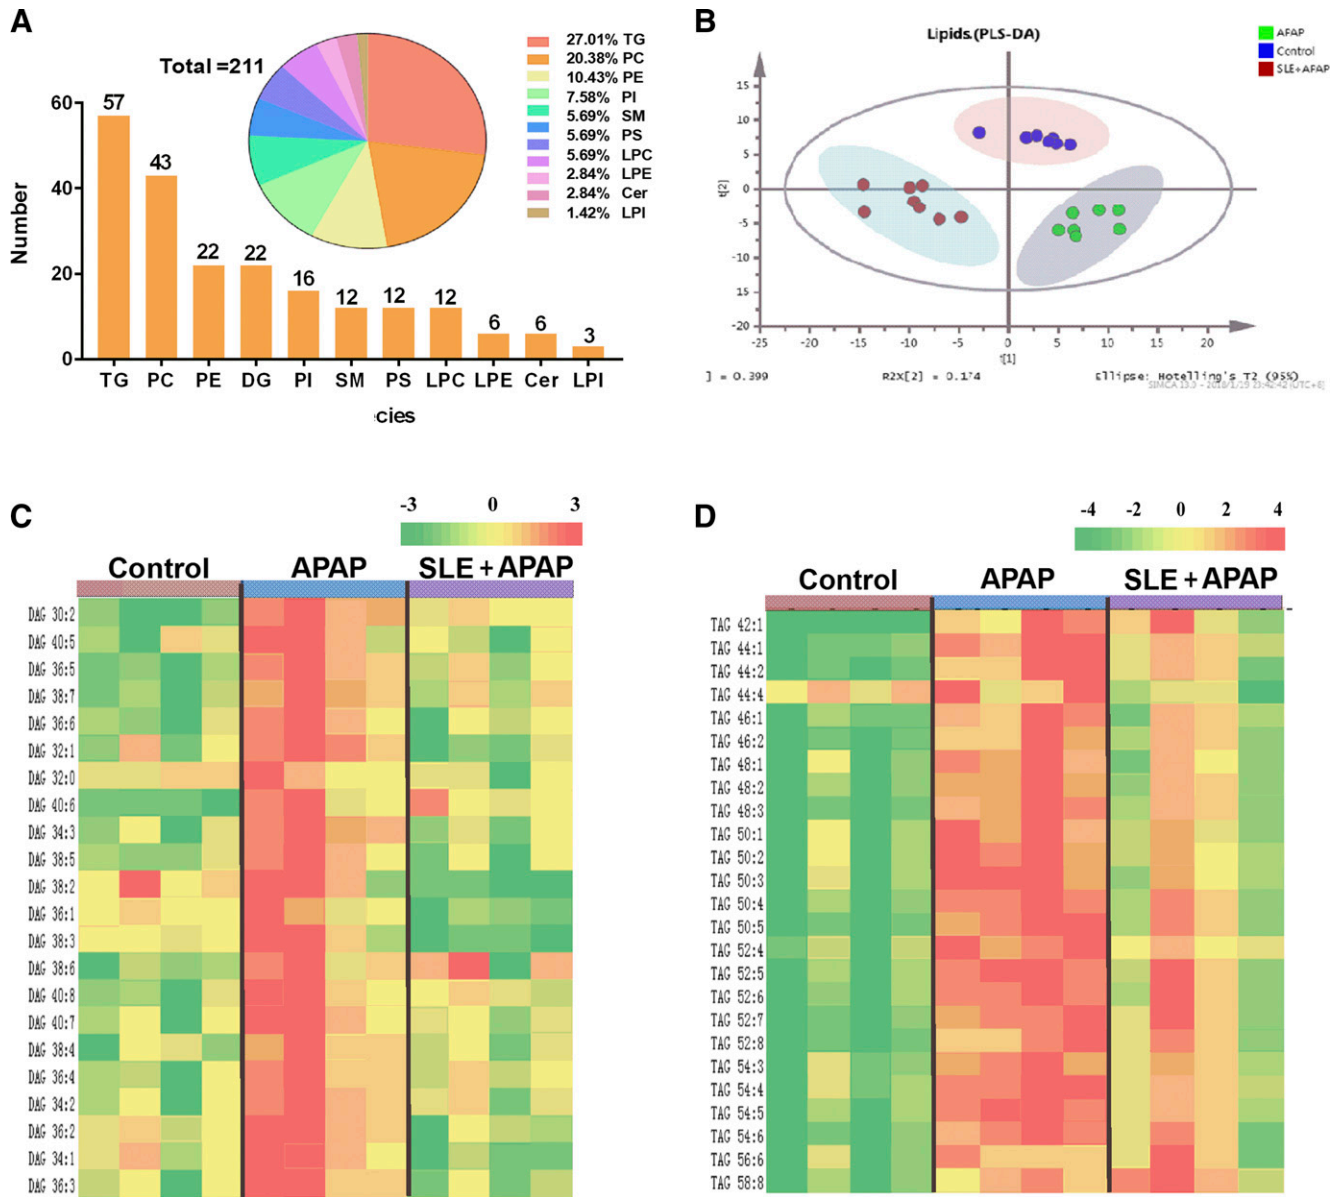 A
Total =211
27.01% TG
20.38% PC
10.43% PE
7.58% PI
5.69% SM
5.69% PS
5.69% LPC
2.84% LPE
2.84% Cer
1.42% LPI
Number
60
40
20
0
57
43
22
22
16
12
12
12
6
6
3
TG PC PE DG PI SM PS LPC LPE Cer LPI
cies
B
Lipids (PLS-DA)
APAP
Control
SLE+APAP
t[2]
15
10
5
0
-5
-10
15
-20
-25 -20 -15 -10 -5 0 5 10 15 20
t[1]
] = 0.399 R2X[2] = 0.174 Ellipse: Hotelling's T2 (95%)
C
-3 0 3
Control APAP SLE+APAP
DAG 30:2
DAG 40:5
DAG 36:5
DAG 38:7
DAG 36:6
DAG 32:1
DAG 32:0
DAG 40:6
DAG 34:3
DAG 38:5
DAG 38:2
DAG 36:1
DAG 38:3
DAG 38:6
DAG 40:8
DAG 40:7
DAG 38:4
DAG 36:4
DAG 34:2
DAG 36:2
DAG 34:1
DAG 36:3
D
-4 -2 0 2 4
Control APAP SLE+APAP
TAG 42:1
TAG 44:1
TAG 44:2
TAG 44:4
TAG 46:1
TAG 46:2
TAG 48:1
TAG 48:2
TAG 48:3
TAG 50:1
TAG 50:2
TAG 50:3
TAG 50:4
TAG 50:5
TAG 52:4
TAG 52:5
TAG 52:6
TAG 52:7
TAG 52:8
TAG 54:3
TAG 54:4
TAG 54:5
TAG 54:6
TAG 56:6
TAG 58:8